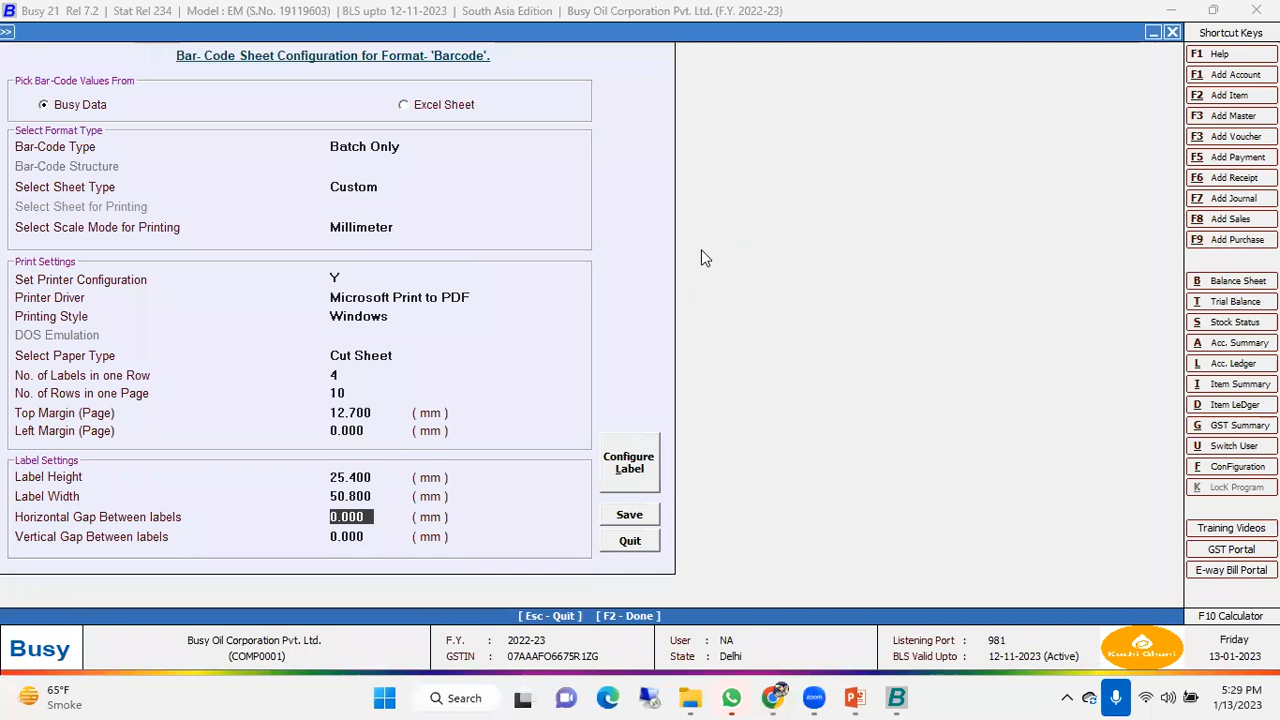 Busy 21 Rel 7.2 | Stat Rel 234 | Model : EM (S.No. 19119603) | BLS upto 12-11-2023 | South Asia Edition | Busy Oil Corporation Pvt. Ltd. (F.Y. 2022-23)
>>
Shortcut Keys
Bar- Code Sheet Configuration for Format- 'Barcode'.
Pick Bar-Code Values From
Busy Data
Excel Sheet
Select Format Type
Bar-Code Type Batch Only
Bar-Code Structure
Select Sheet Type Custom
Select Sheet for Printing
Select Scale Mode for Printing Millimeter
Print Settings
Set Printer Configuration Y
Printer Driver Microsoft Print to PDF
Printing Style Windows
DOS Emulation
Select Paper Type Cut Sheet
No. of Labels in one Row 4
No. of Rows in one Page 10
Top Margin (Page) 12.700 ( mm )
Left Margin (Page) 0.000 ( mm )
Label Settings
Label Height 25.400 ( mm )
Label Width 50.800 ( mm )
Horizontal Gap Between labels 0.000 ( mm )
Vertical Gap Between labels 0.000 ( mm )
Configure
Label
Save
Quit
F1 Help
F1 Add Account
F2 Add Item
F3 Add Master
F3 Add Voucher
F5 Add Payment
F6 Add Receipt
F7 Add Journal
F8 Add Sales
F9 Add Purchase
B Balance Sheet
T Trial Balance
S Stock Status
A Acc. Summary
L Acc. Ledger
I Item Summary
D Item LeDger
G GST Summary
U Switch User
F ConFiguration
K LocK Program
Training Videos
GST Portal
E-way Bill Portal
[ Esc - Quit ] [ F2 - Done ]
F10 Calculator
Busy
Busy Oil Corporation Pvt. Ltd.
(COMP0001)
F.Y. : 2022-23
GSTIN : 07AAAFO6675R1ZG
User : NA
State : Delhi
Listening Port : 981
BLS Valid Upto : 12-11-2023 (Active)
Kachi Ghani
Friday
13-01-2023
65°F
Smoke
Search
zoom
5:29 PM
1/13/2023